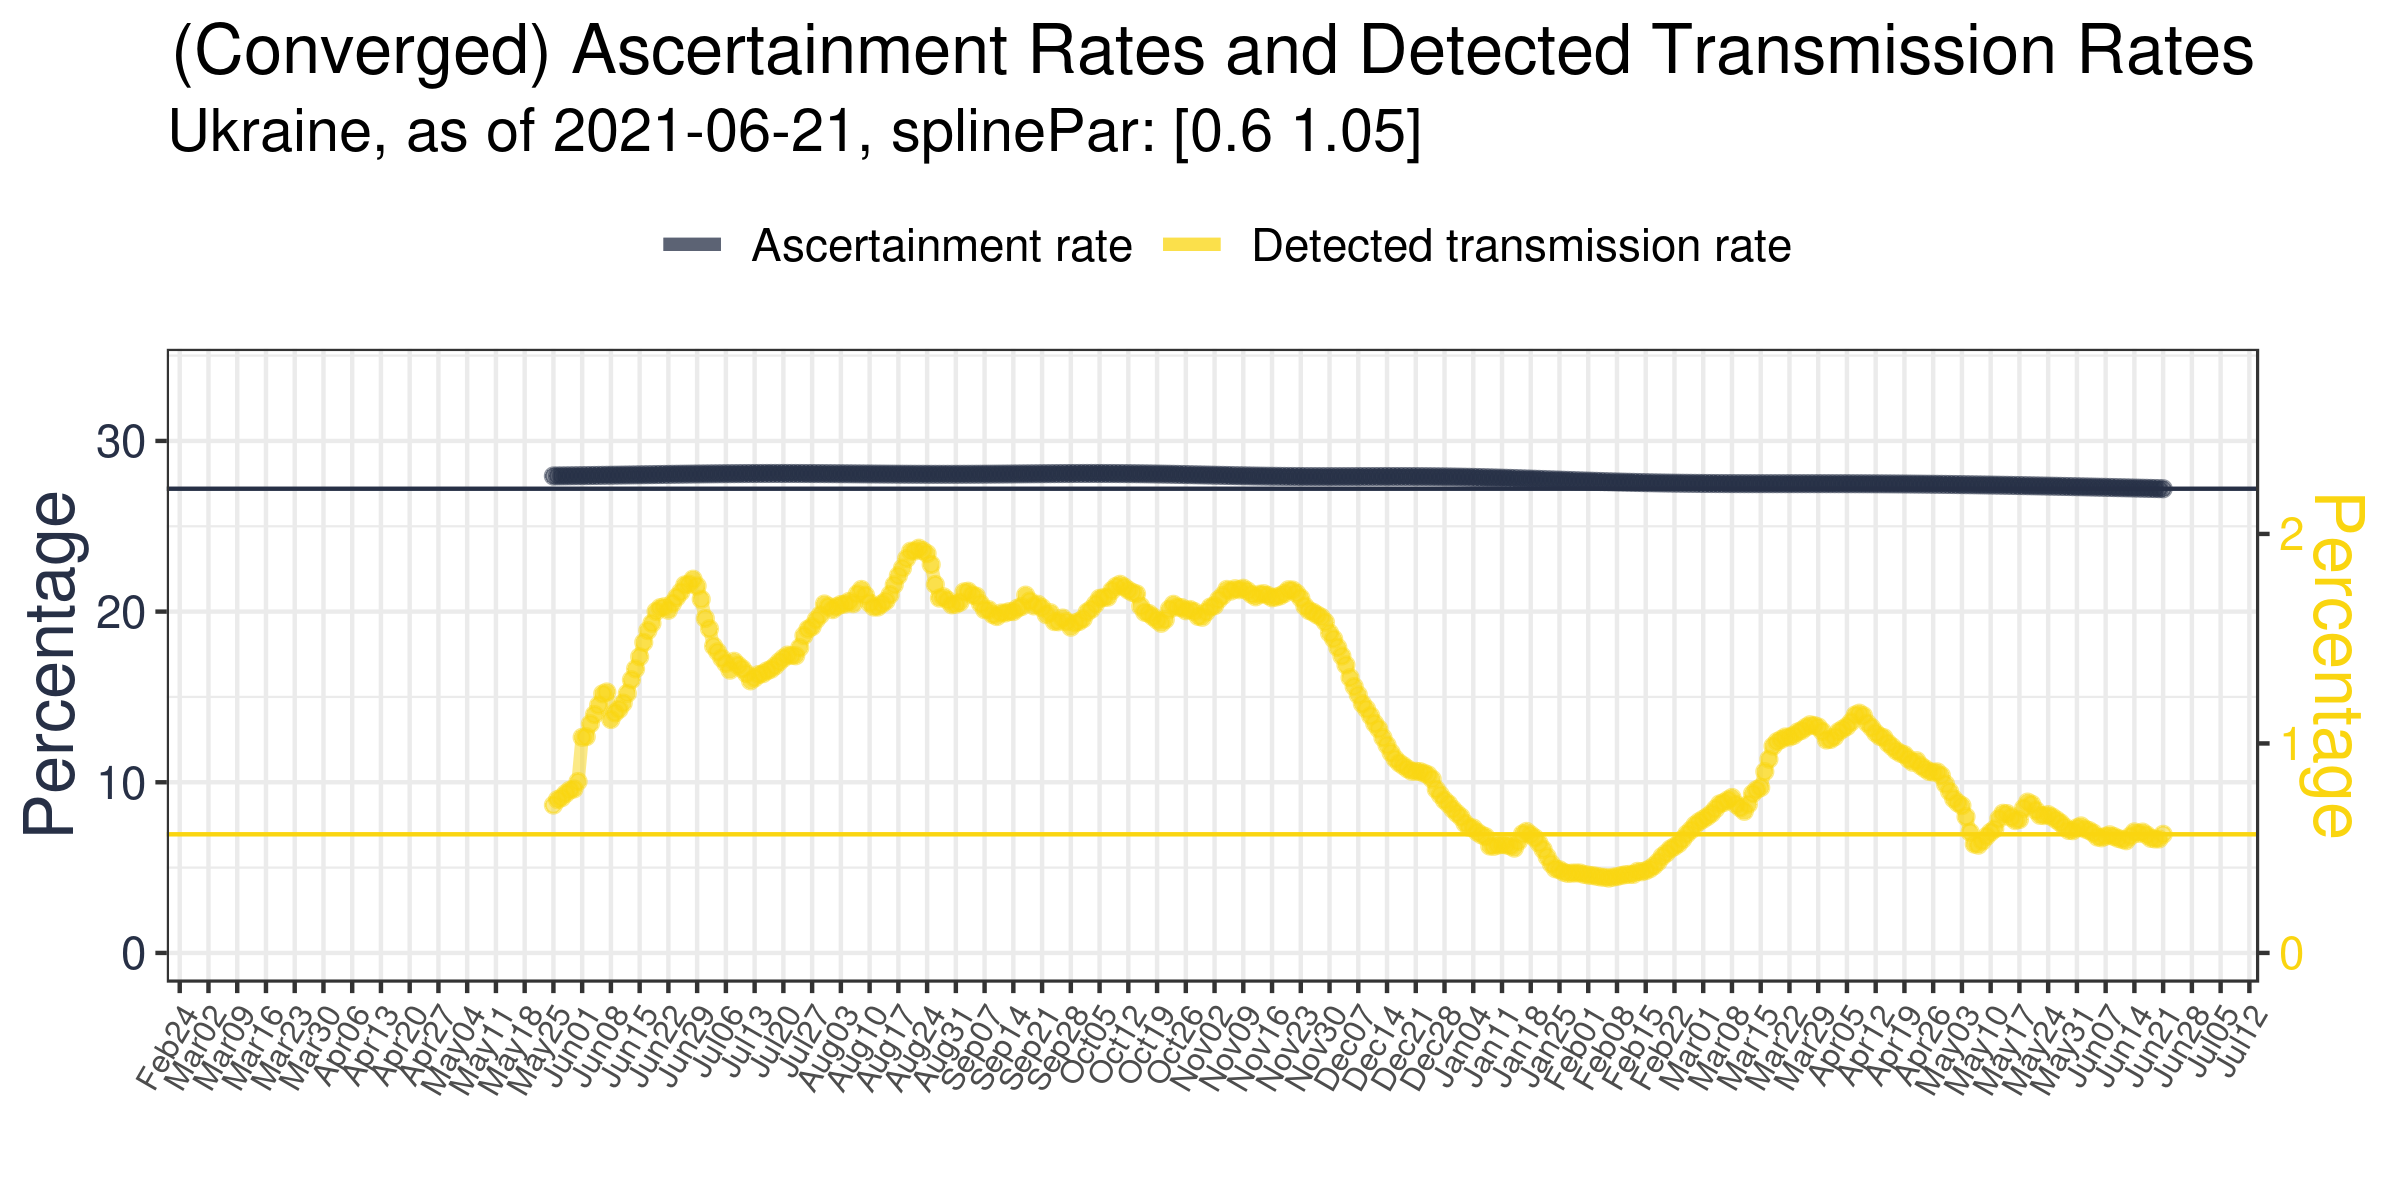 (Converged) Ascertainment Rates and Detected Transmission Rates
Ukraine, as of 2021-06-21, splinePar: [0.6 1.05]
Ascertainment rate
Detected transmission rate
Percentage
30
20
10
0
2
1
0
Percentage
Feb24
Mar02
Mar09
Mar16
Mar23
Mar30
Apr06
Apr13
Apr20
Apr27
May04
May11
May18
May25
Jun01
Jun08
Jun15
Jun22
Jun29
Jul06
Jul13
Jul20
Jul27
Aug03
Aug10
Aug17
Aug24
Aug31
Sep07
Sep14
Sep21
Sep28
Oct05
Oct12
Oct19
Oct26
Nov02
Nov09
Nov16
Nov23
Nov30
Dec07
Dec14
Dec21
Dec28
Jan04
Jan11
Jan18
Jan25
Feb01
Feb08
Feb15
Feb22
Mar01
Mar08
Mar15
Mar22
Mar29
Apr05
Apr12
Apr19
Apr26
May03
May10
May17
May24
May31
Jun07
Jun14
Jun21
Jun28
Jul05
Jul12